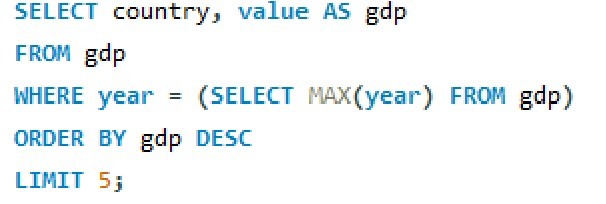 SELECT country, value AS gdp
FROM gdp
WHERE year = (SELECT MAX(year) FROM gdp)
ORDER BY gdp DESC
LIMIT 5;